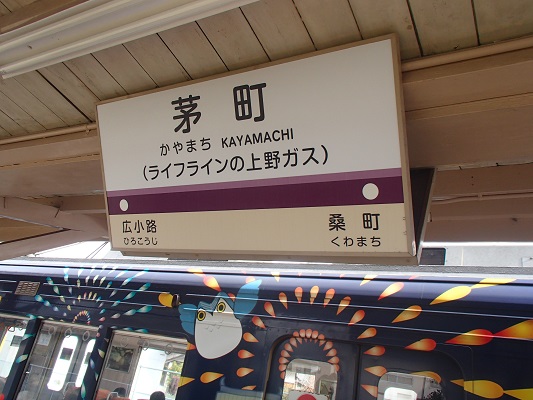 茅町
かやまち KAYAMACHI
(ライフラインの上野ガス)
広小路 桑町
ひろこうじ くわまち